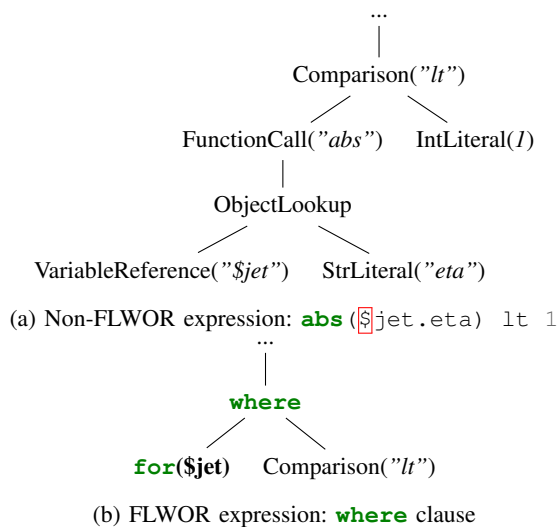 ...
Comparison("lt")
FunctionCall("abs") IntLiteral(1)
ObjectLookup
VariableReference("$jet") StrLiteral("eta")
(a) Non-FLWOR expression: abs($jet.eta) lt 1
...
where
for($jet) Comparison("lt")
(b) FLWOR expression: where clause